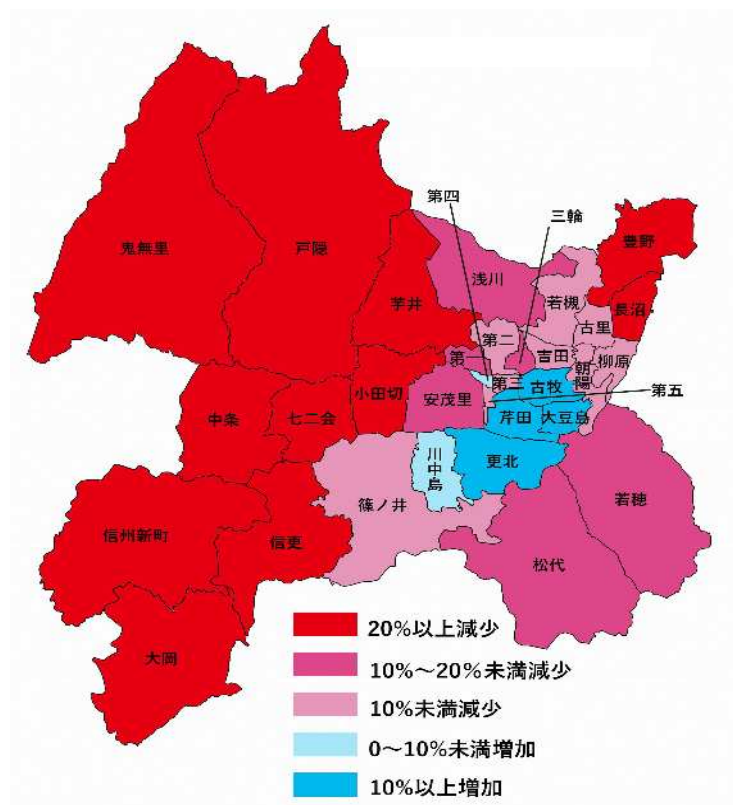 第四
三輪
豊野
鬼無里
戸隠
浅川
長沼
芋井
若槻
古里
第二
第一
吉田
朝陽
柳原
小田切
第三
古牧
第五
安茂里
中条
七二会
芹田
大豆島
川中島
更北
若穂
篠ノ井
信州新町
信更
松代
大岡
20%以上減少
10%～20%未満減少
10%未満減少
0～10%未満増加
10%以上増加